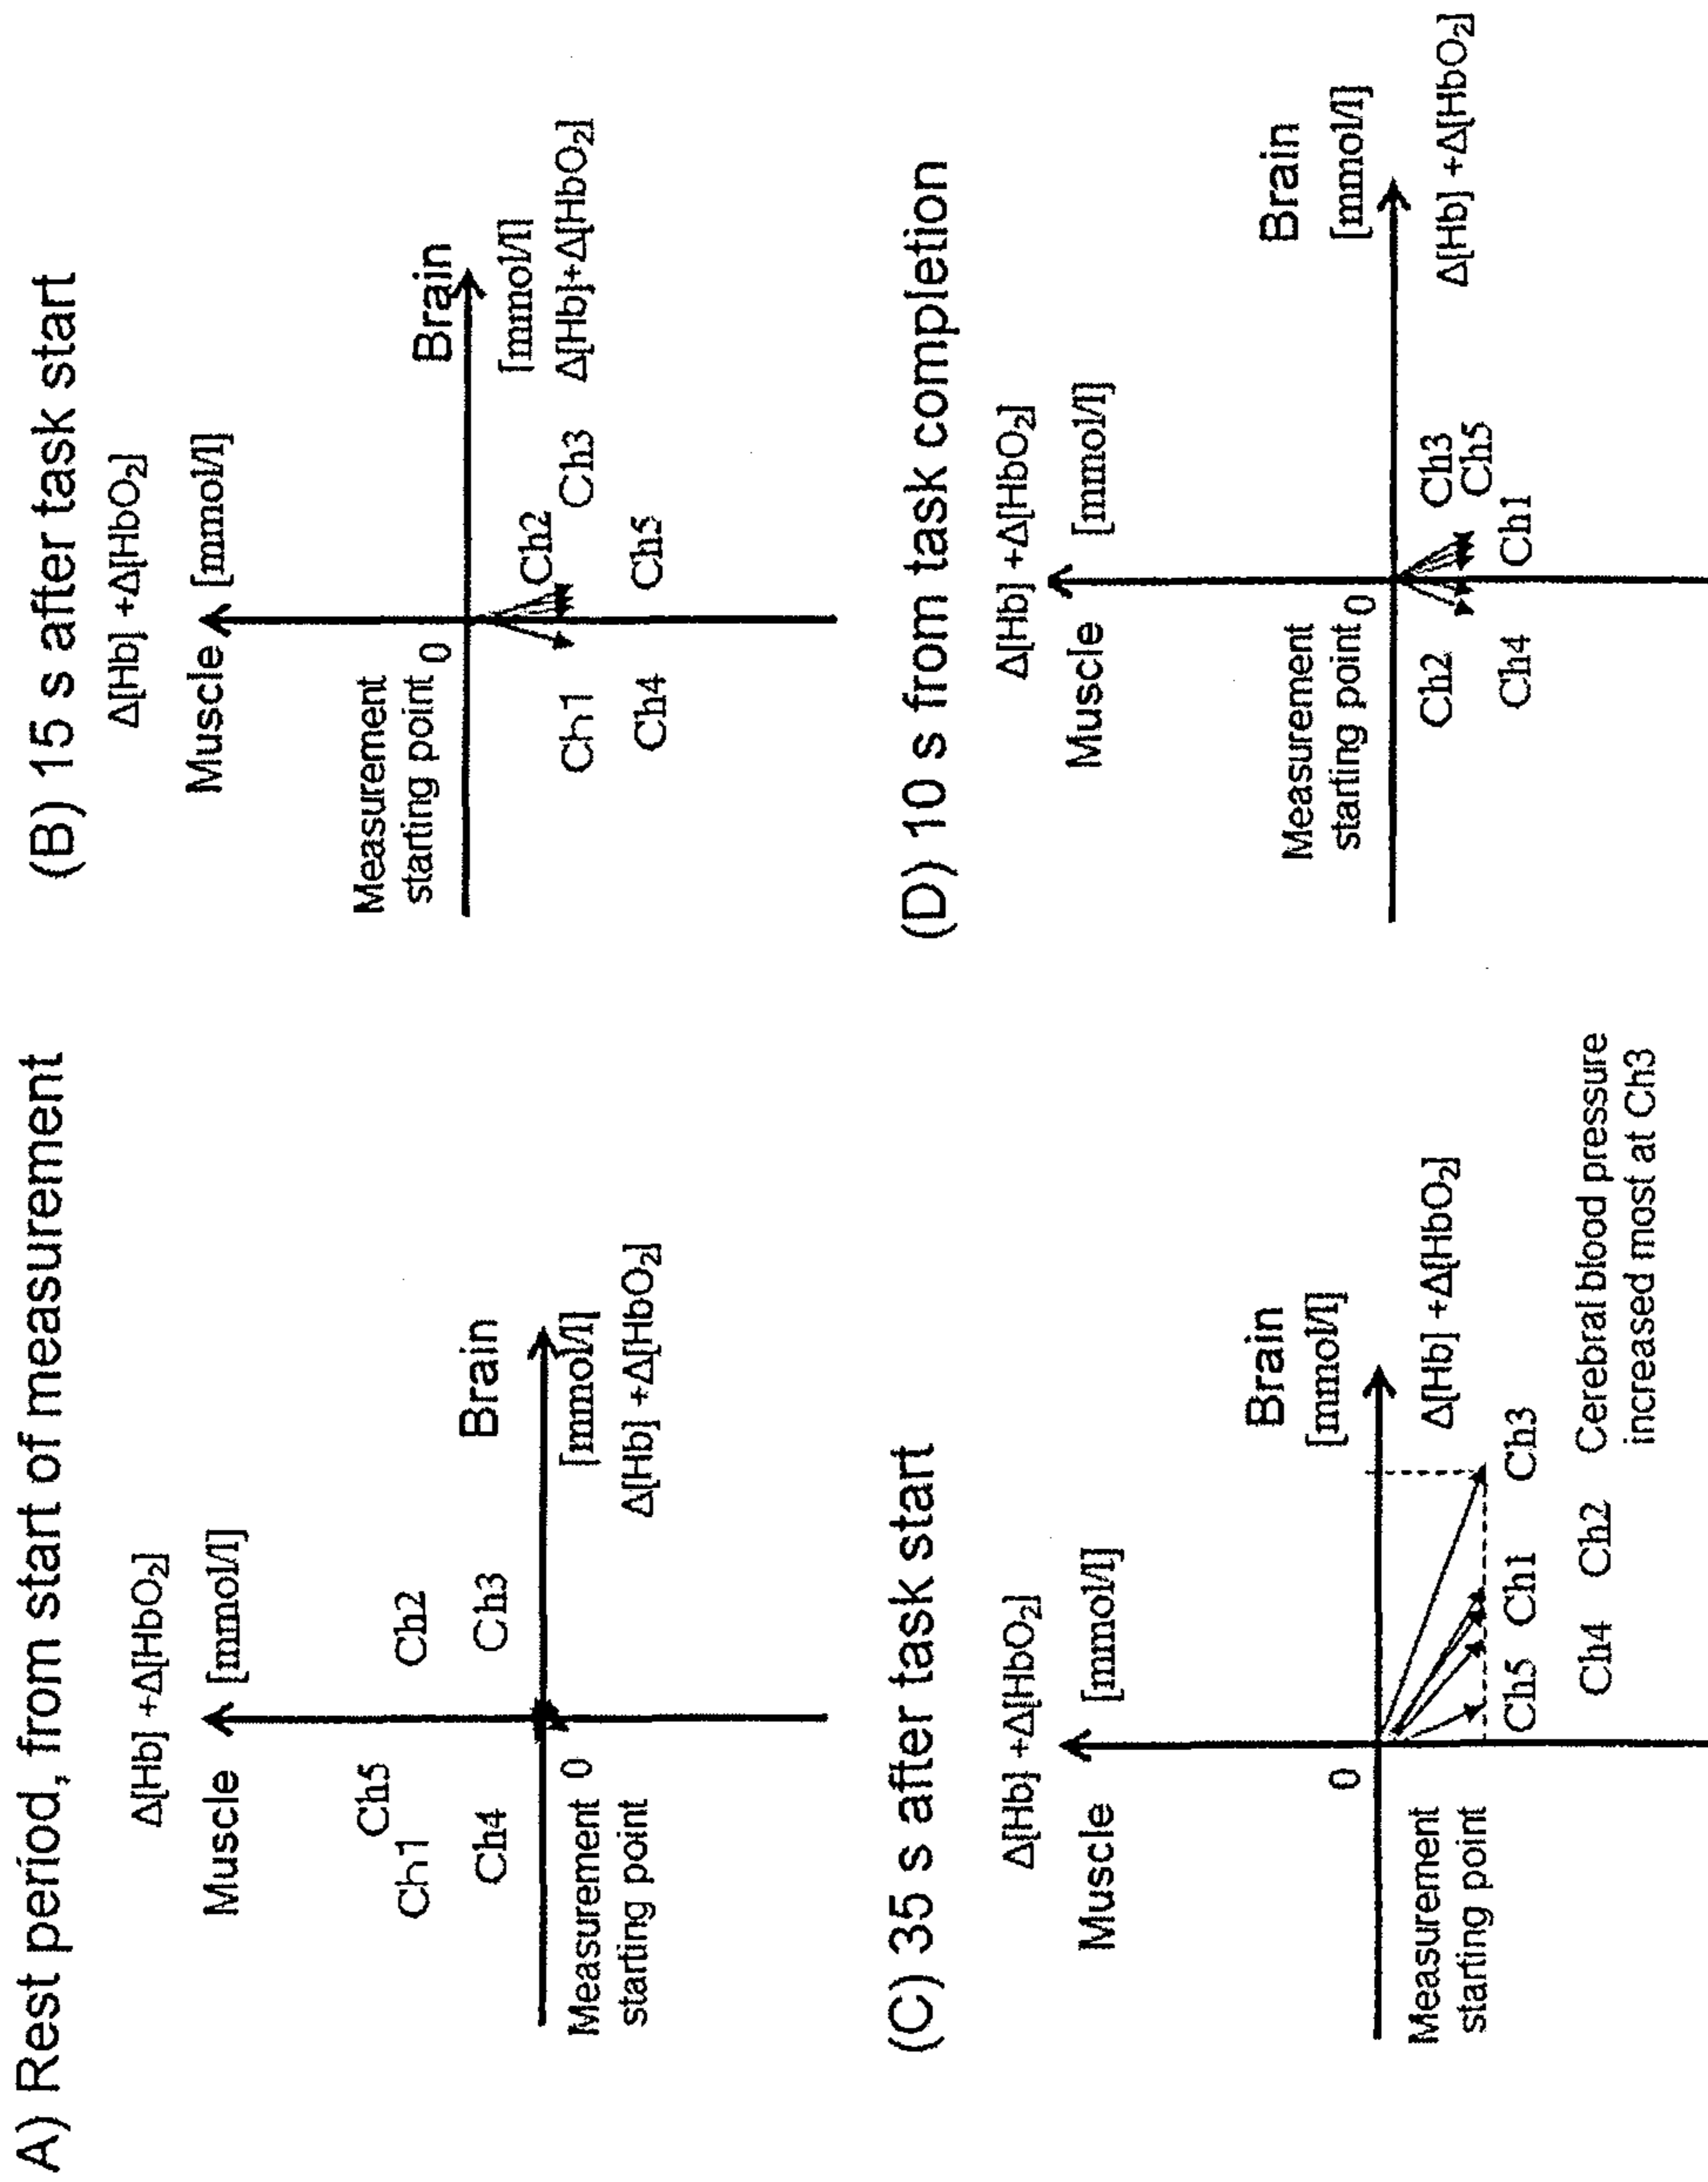 A) Rest period, from start of measurement
Δ[Hb] +Δ[HbO₂]
Muscle
[mmol/l]
Ch5
Ch1
Ch2
Ch4
Ch3
Brain
0
Measurement
starting point
[mmol/l]
Δ[Hb] +Δ[HbO₂]
(B) 15 s after task start
Δ[Hb] +Δ[HbO₂]
Muscle
[mmol/l]
Measurement
starting point
0
Brain
[mmol/l]
Δ[Hb]+Δ[HbO₂]
Ch2
Ch1
Ch3
Ch4
Ch5
(C) 35 s after task start
Δ[Hb] +Δ[HbO₂]
Muscle
[mmol/l]
Brain
[mmol/l]
0
Measurement
starting point
Δ[Hb] +Δ[HbO₂]
Ch5 Ch1 Ch3
Ch4 Ch2
Cerebral blood pressure
increased most at Ch3
(D) 10 s from task completion
Δ[Hb] +Δ[HbO₂]
Muscle
[mmol/l]
Measurement
starting point
0
Brain
[mmol/l]
Δ[Hb] +Δ[HbO₂]
Ch2
Ch3
Ch5
Ch4
Ch1